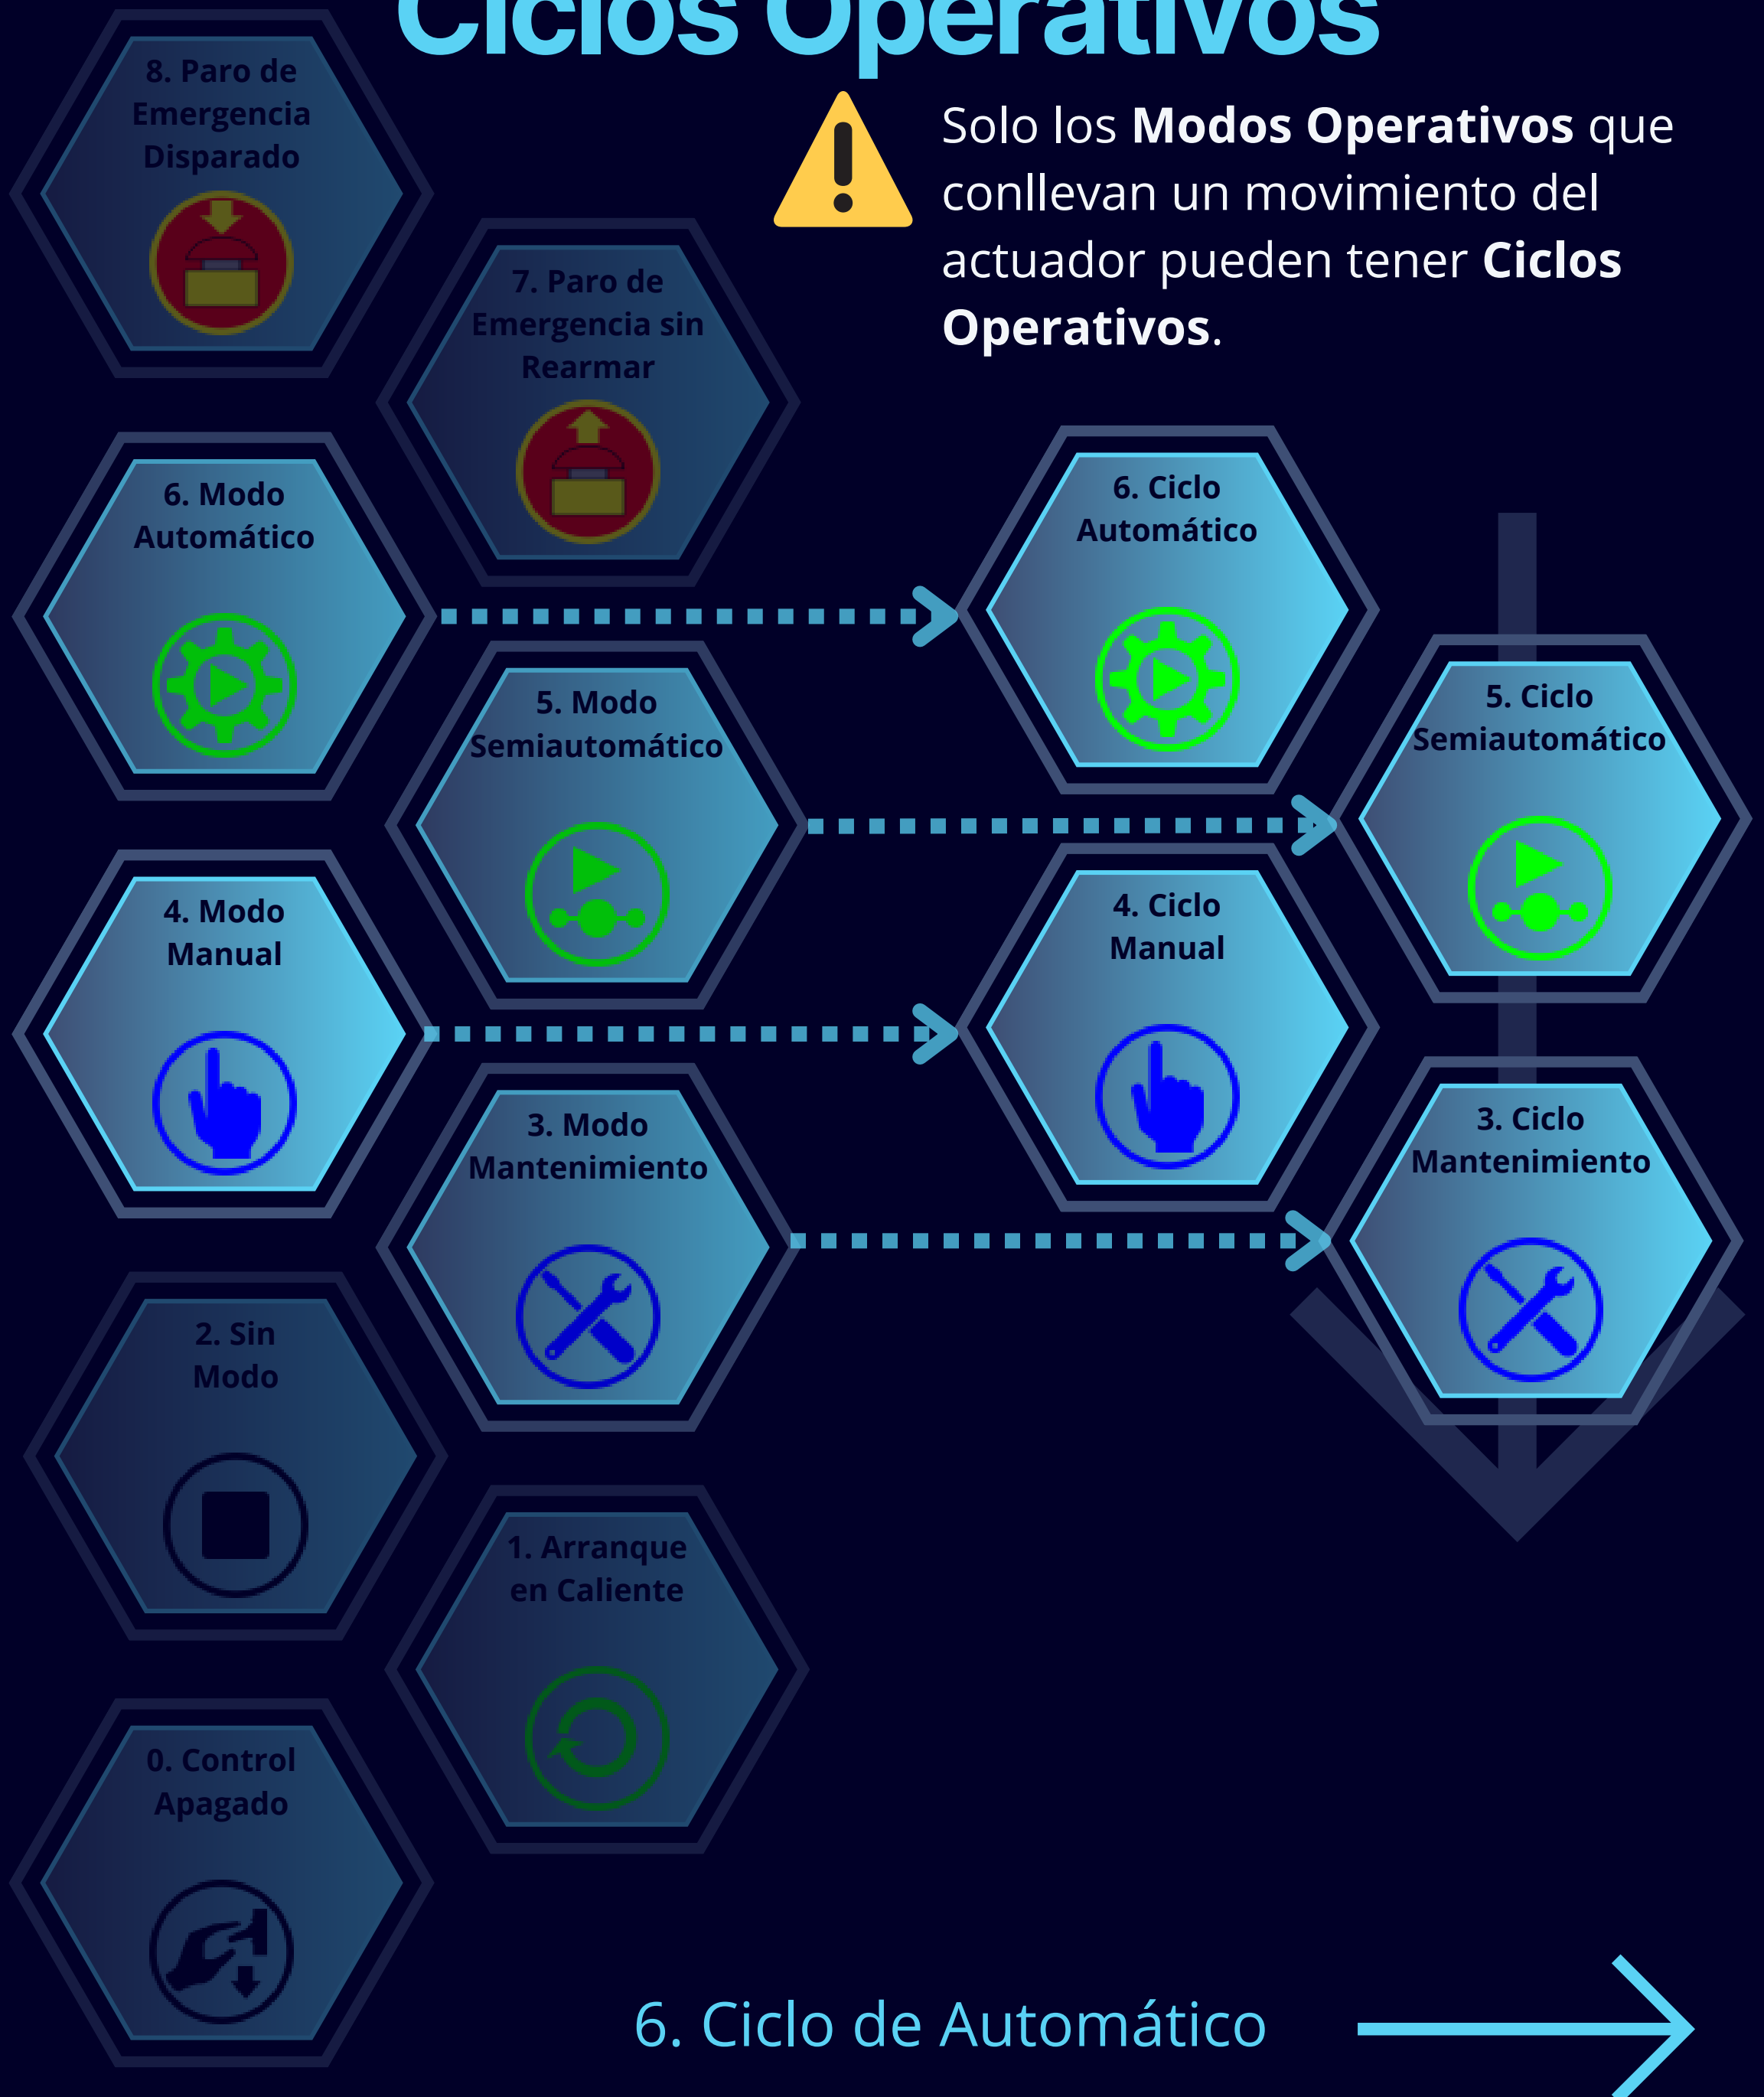 Ciclos Operativos
Solo los Modos Operativos que
conllevan un movimiento del
actuador pueden tener Ciclos
Operativos.
8. Paro de
Emergencia
Disparado
7. Paro de
Emergencia sin
Rearmar
6. Modo
Automático
5. Modo
Semiautomático
4. Modo
Manual
3. Modo
Mantenimiento
2. Sin
Modo
1. Arranque
en Caliente
0. Control
Apagado
6. Ciclo
Automático
5. Ciclo
Semiautomático
4. Ciclo
Manual
3. Ciclo
Mantenimiento
6. Ciclo de Automático